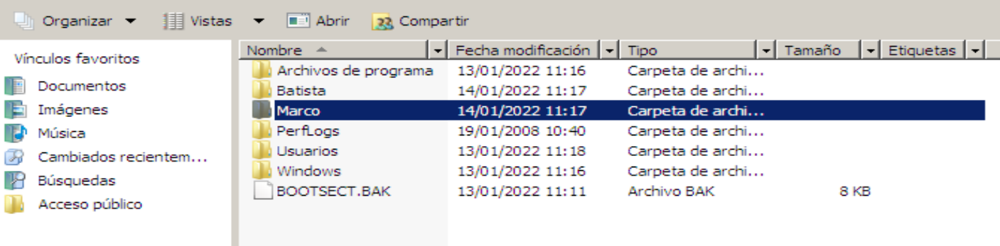 Organizar Vistas Abrir Compartir
Vínculos favoritos
Documentos
Imágenes
Música
Cambiados recientem...
Búsquedas
Acceso público
Nombre Fecha modificación Tipo Tamaño Etiquetas
Archivos de programa 13/01/2022 11:16 Carpeta de archi...
Batista 14/01/2022 11:17 Carpeta de archi...
Marco 14/01/2022 11:17 Carpeta de archi...
PerfLogs 19/01/2008 10:40 Carpeta de archi...
Usuarios 13/01/2022 11:18 Carpeta de archi...
Windows 13/01/2022 11:16 Carpeta de archi...
BOOTSECT.BAK 13/01/2022 11:11 Archivo BAK 8 KB